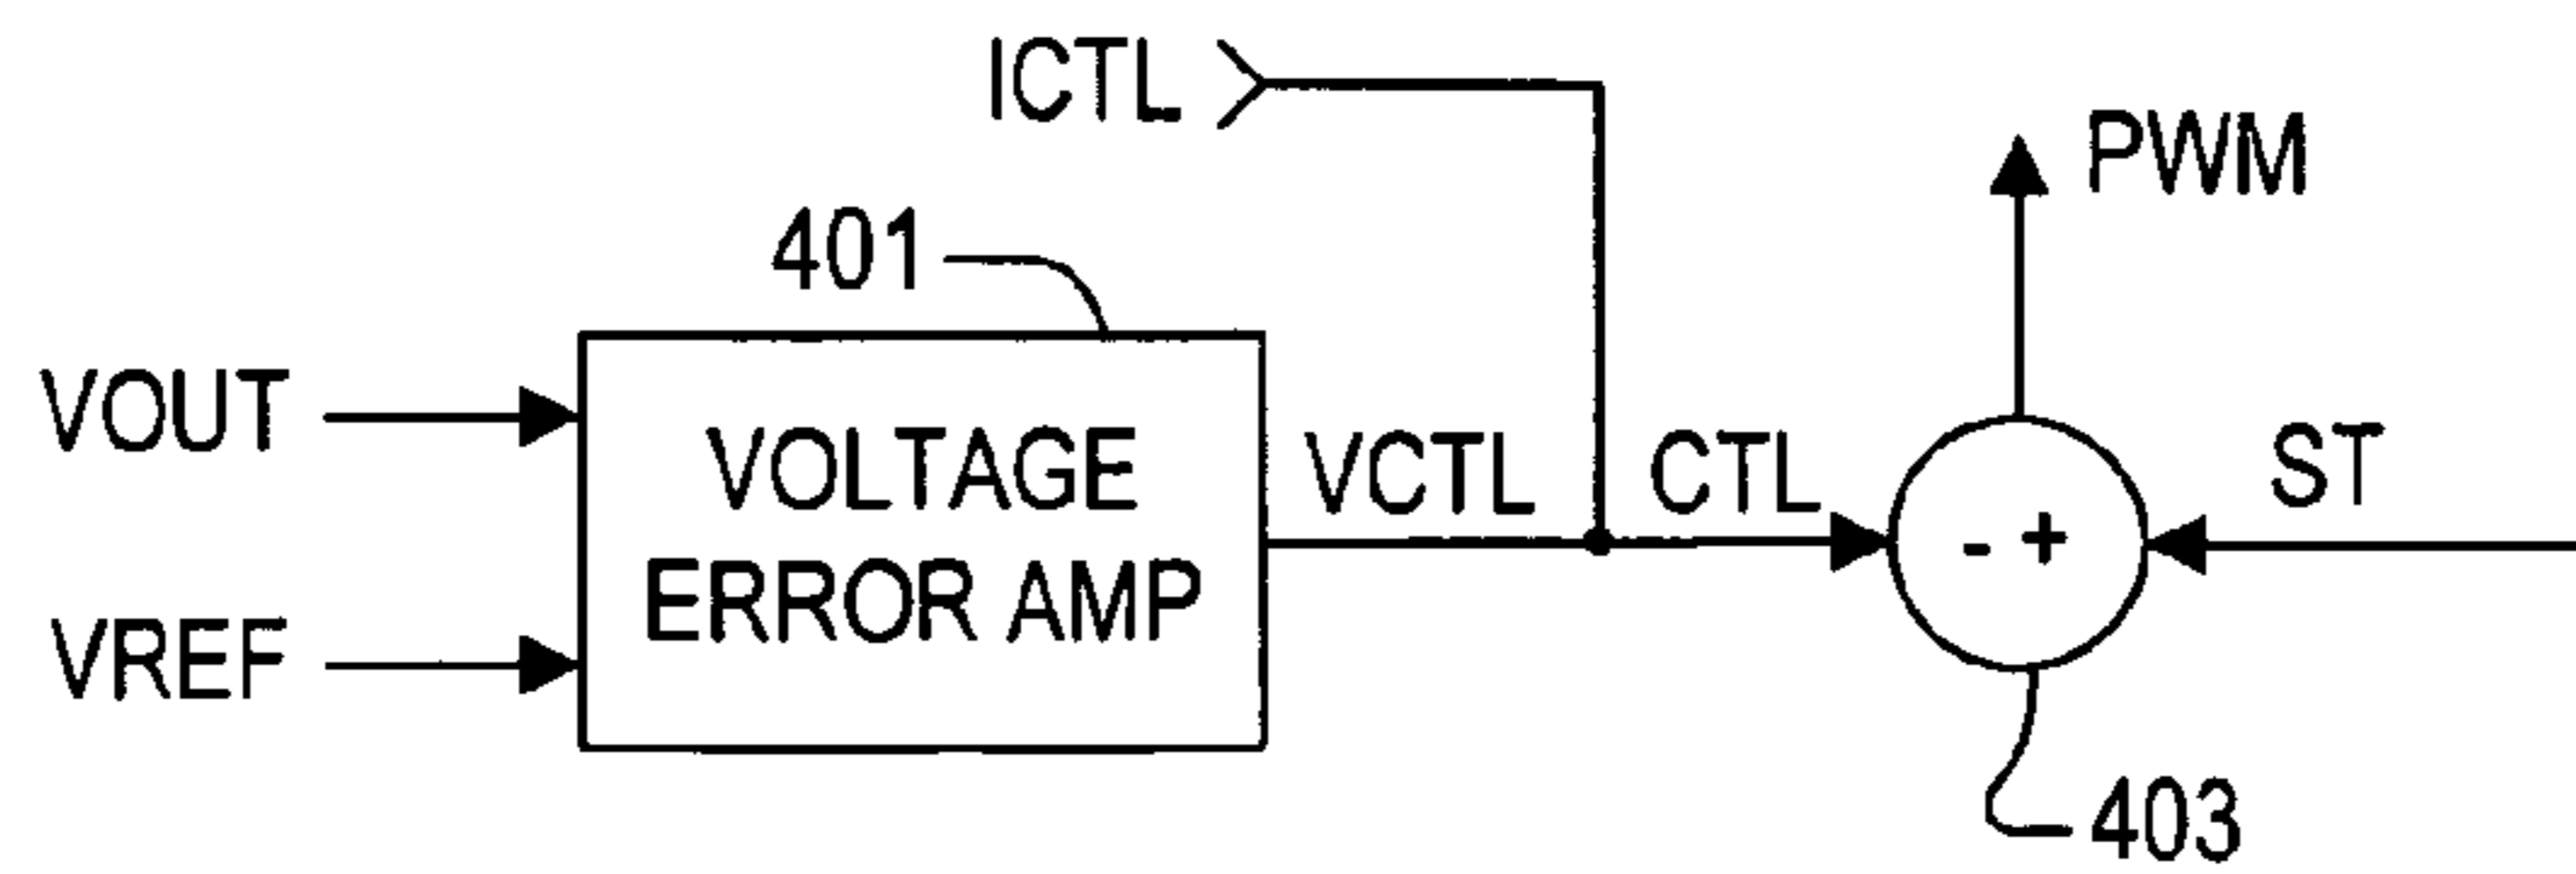 ICTL
PWM
401
VOUT
VOLTAGE
ERROR AMP
VCTL
CTL
- +
ST
VREF
403